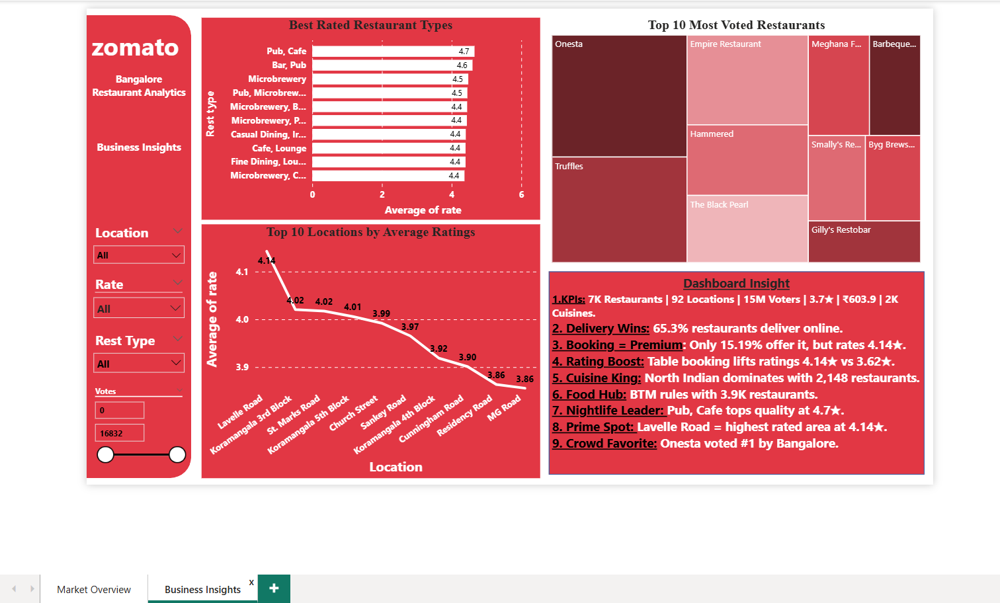 zomato
Bangalore
Restaurant Analytics
Business Insights
Location
All
Rate
All
Rest Type
All
Votes
0
16832
Best Rated Restaurant Types
Rest type
Pub, Cafe 4.7
Bar, Pub 4.6
Microbrewery 4.5
Pub, Microbrew... 4.5
Microbrewery, B... 4.4
Microbrewery, P... 4.4
Casual Dining, Ir... 4.4
Cafe, Lounge 4.4
Fine Dining, Lou... 4.4
Microbrewery, C... 4.4
0 2 4 6
Average of rate
Top 10 Locations by Average Ratings
Average of rate
4.1
4.0
3.9
4.14
4.02
4.02
4.01
3.99
3.97
3.92
3.90
3.86
3.86
Lavelle Road
Koramangala 3rd Block
St. Marks Road
Koramangala 5th Block
Church Street
Sankey Road
Koramangala 4th Block
Cunningham Road
Residency Road
MG Road
Location
Top 10 Most Voted Restaurants
Onesta
Truffles
Empire Restaurant
Hammered
The Black Pearl
Meghana F...
Barbeque...
Smally's Re...
Byg Brews...
Gilly's Restobar
Dashboard Insight
1.KPIs: 7K Restaurants | 92 Locations | 15M Voters | 3.7★ | ₹603.9 | 2K
Cuisines.
2. Delivery Wins: 65.3% restaurants deliver online.
3. Booking = Premium: Only 15.19% offer it, but rates 4.14★.
4. Rating Boost: Table booking lifts ratings 4.14★ vs 3.62★.
5. Cuisine King: North Indian dominates with 2,148 restaurants.
6. Food Hub: BTM rules with 3.9K restaurants.
7. Nightlife Leader: Pub, Cafe tops quality at 4.7★.
8. Prime Spot: Lavelle Road = highest rated area at 4.14★.
9. Crowd Favorite: Onesta voted #1 by Bangalore.
Market Overview
Business Insights
x
+